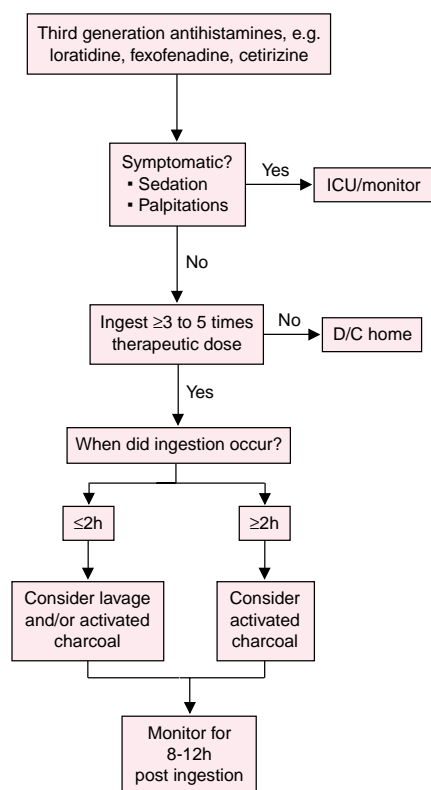 Third generation antihistamines, e.g.
loratidine, fexofenadine, cetirizine
Symptomatic?
▪ Sedation
▪ Palpitations
Yes
ICU/monitor
No
Ingest ≥3 to 5 times
therapeutic dose
No
D/C home
Yes
When did ingestion occur?
≤2h
≥2h
Consider lavage
and/or activated
charcoal
Consider
activated
charcoal
Monitor for
8-12h
post ingestion